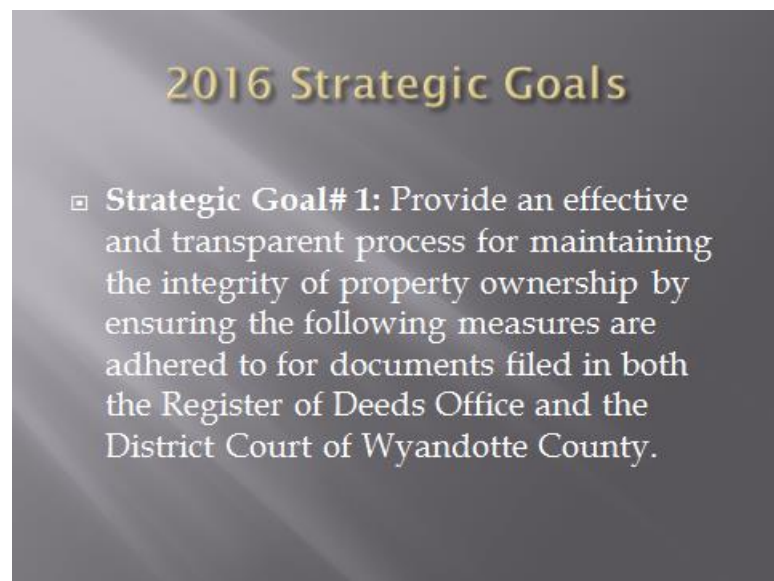 2016 Strategic Goals
Strategic Goal# 1: Provide an effective
and transparent process for maintaining
the integrity of property ownership by
ensuring the following measures are
adhered to for documents filed in both
the Register of Deeds Office and the
District Court of Wyandotte County.